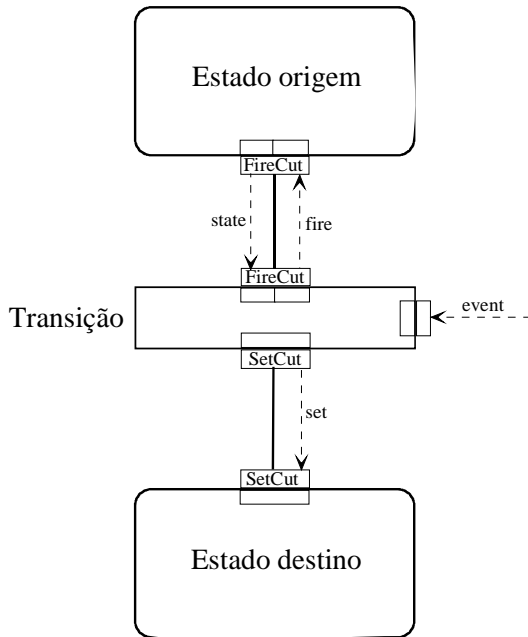 Estado origem
FireCut
state
fire
FireCut
Transição
event
SetCut
set
SetCut
Estado destino